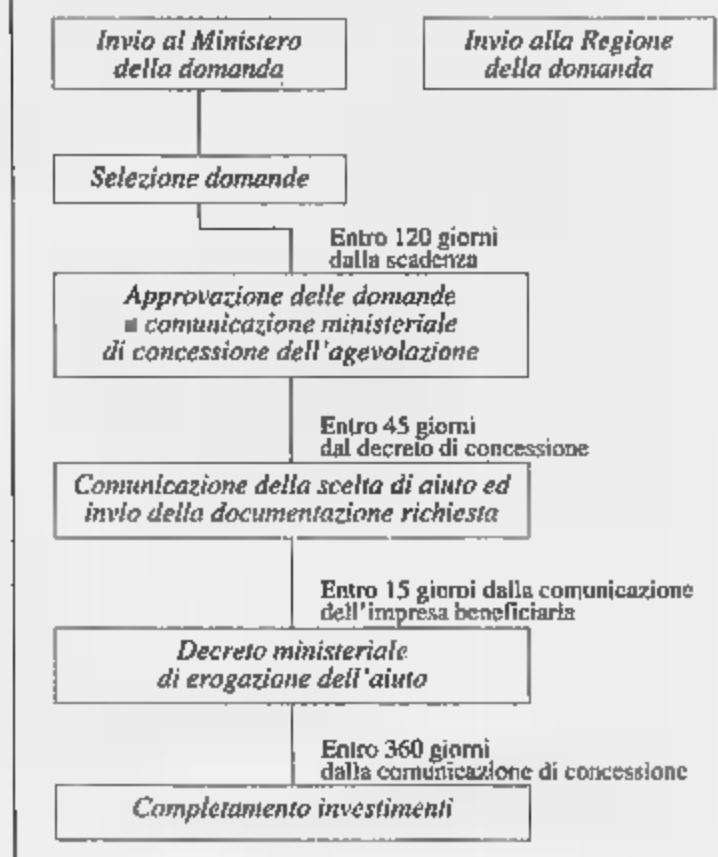 Invio al Ministero
della domanda
Invio alla Regione
della domanda
Selezione domande
Entro 120 giorni
dalla scadenza
Approvazione delle domande
■ comunicazione ministeriale
di concessione dell'agevolazione
Entro 45 giorni
dal decreto di concessione
Comunicazione della scelta di aiuto ed
invio della documentazione richiesta
Entro 15 giorni dalla comunicazione
dell'impresa beneficiaria
Decreto ministeriale
di erogazione dell'aiuto
Entro 360 giorni
dalla comunicazione di concessione
Completamento investimenti